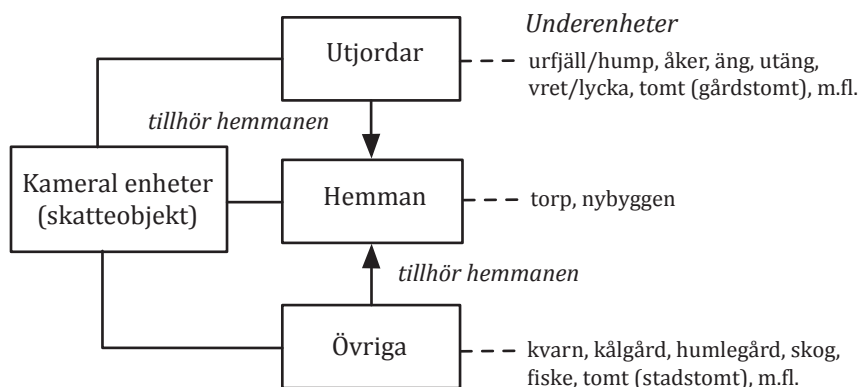 Underenheter
Utjordar
urfjäll/hump, åker, äng, utäng,
vret/lycka, tomt (gårdstomt), m.fl.
tillhör hemmanen
Kameral enheter
(skatteobjekt)
Hemman
torp, nybyggen
tillhör hemmanen
Övriga
kvarn, kålgård, humlegård, skog,
fiske, tomt (stadstomt), m.fl.